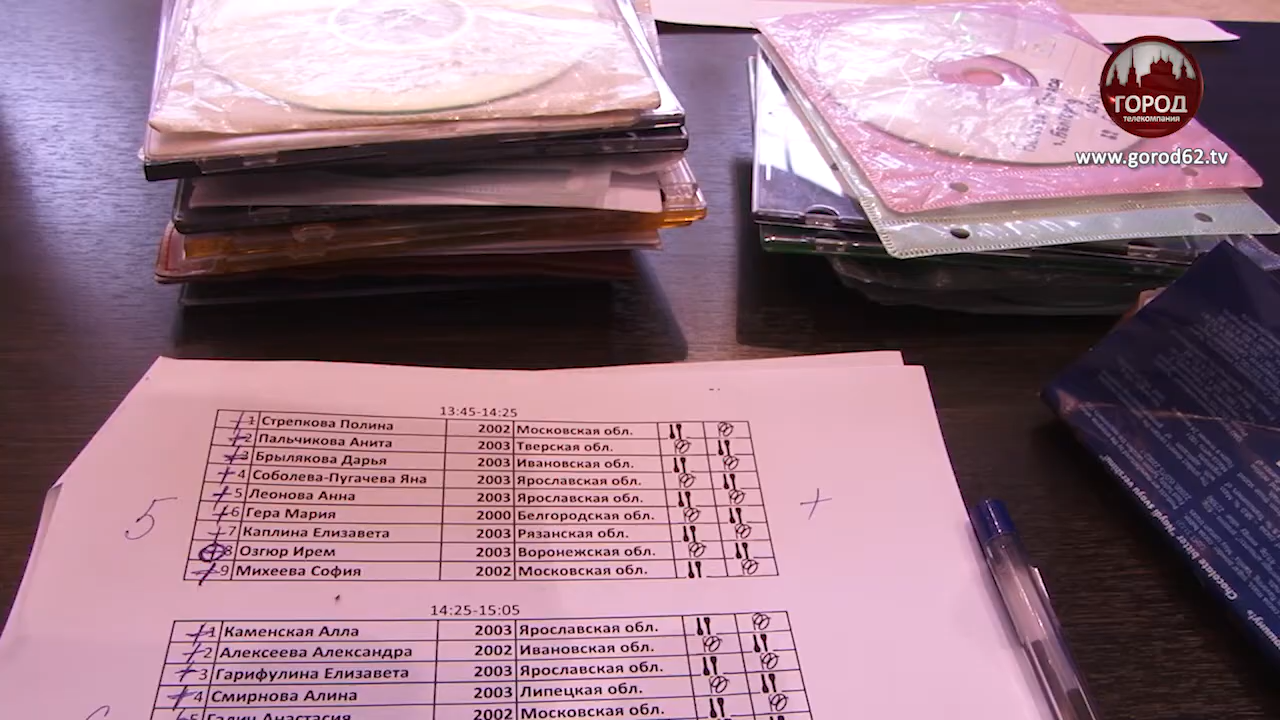 ГОРОД
телекомпания
www.gorod62.tv
13:45-14:25
1 Стрепкова Полина 2002 Московская обл.
2 Пальчикова Анита 2003 Тверская обл.
3 Брылякова Дарья 2003 Ивановская обл.
4 Соболева-Пугачева Яна 2003 Ярославская обл.
5 Леонова Анна 2003 Ярославская обл.
6 Гера Мария 2000 Белгородская обл.
7 Каплина Елизавета 2003 Рязанская обл.
8 Озгюр Ирем 2003 Воронежская обл.
9 Михеева София 2002 Московская обл.
5
+
14:25-15:05
1 Каменская Алла 2003 Ярославская обл.
2 Алексеева Александра 2002 Ивановская обл.
3 Гарифулина Елизавета 2003 Ярославская обл.
4 Смирнова Алина 2003 Липецкая обл.
5 Галич Анастасия 2002 Московская обл.